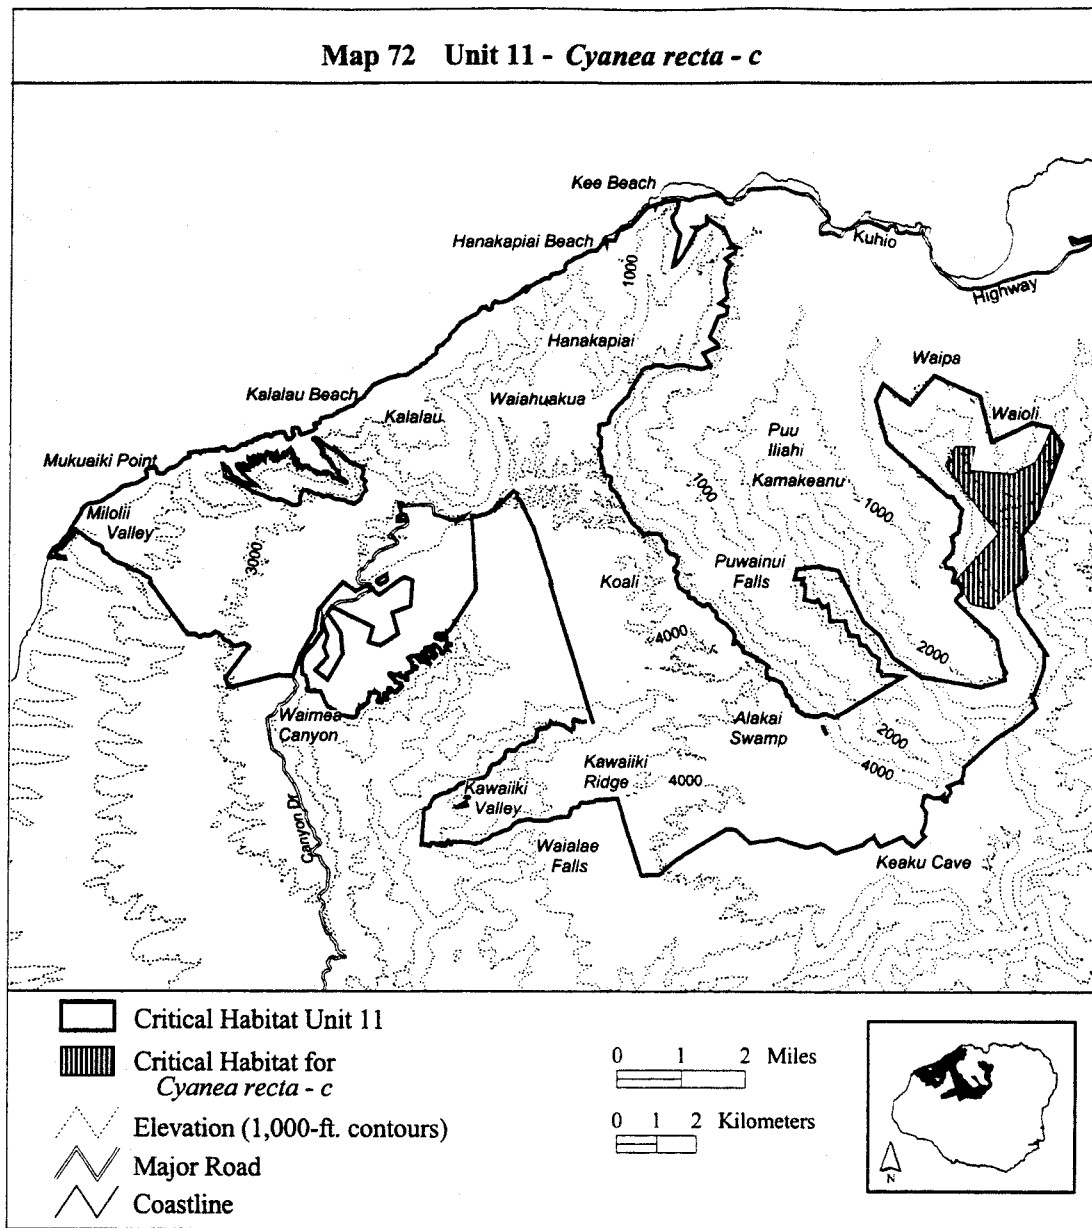 Map 72 Unit 11 - Cyanea recta - c
Kee Beach
Hanakapiai Beach
Kuhio
Highway
1000
Hanakapiai
Waipa
Kalalau Beach
Waiahuakua
Waioli
Kalalau
Puu
Iliahi
Mukuaiki Point
Kamakeanu
1000
1000
Milolii
Valley
3000
Puwainui
Falls
Koali
4000
2000
Waimea
Canyon
Alakai
Swamp
2000
4000
Kawaiiki
Ridge
4000
Kawaiiki
Valley
Canyon Dr.
Waialae
Falls
Keaku Cave
Critical Habitat Unit 11
Critical Habitat for
Cyanea recta - c
Elevation (1,000-ft. contours)
Major Road
Coastline
0 1 2 Miles
0 1 2 Kilometers
N